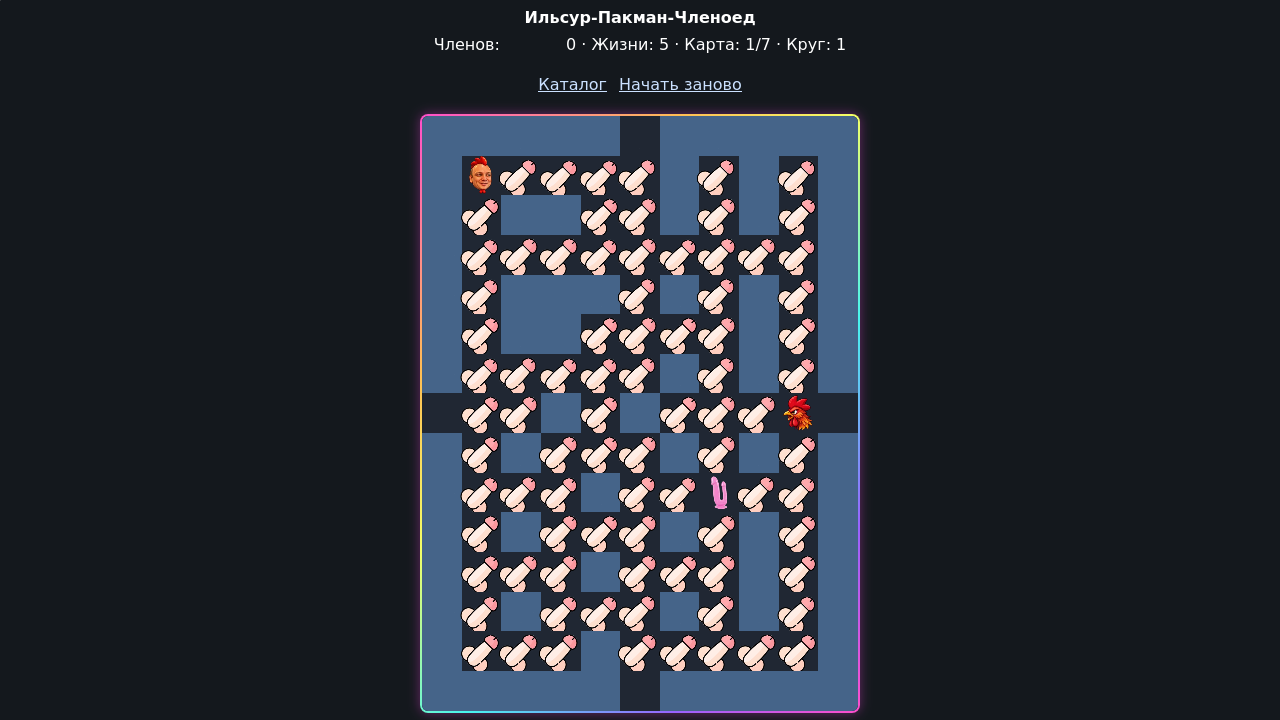 Ильсур-Пакман-Членоед
Членов: 0 · Жизни: 5 · Карта: 1/7 · Круг: 1
Каталог Начать заново